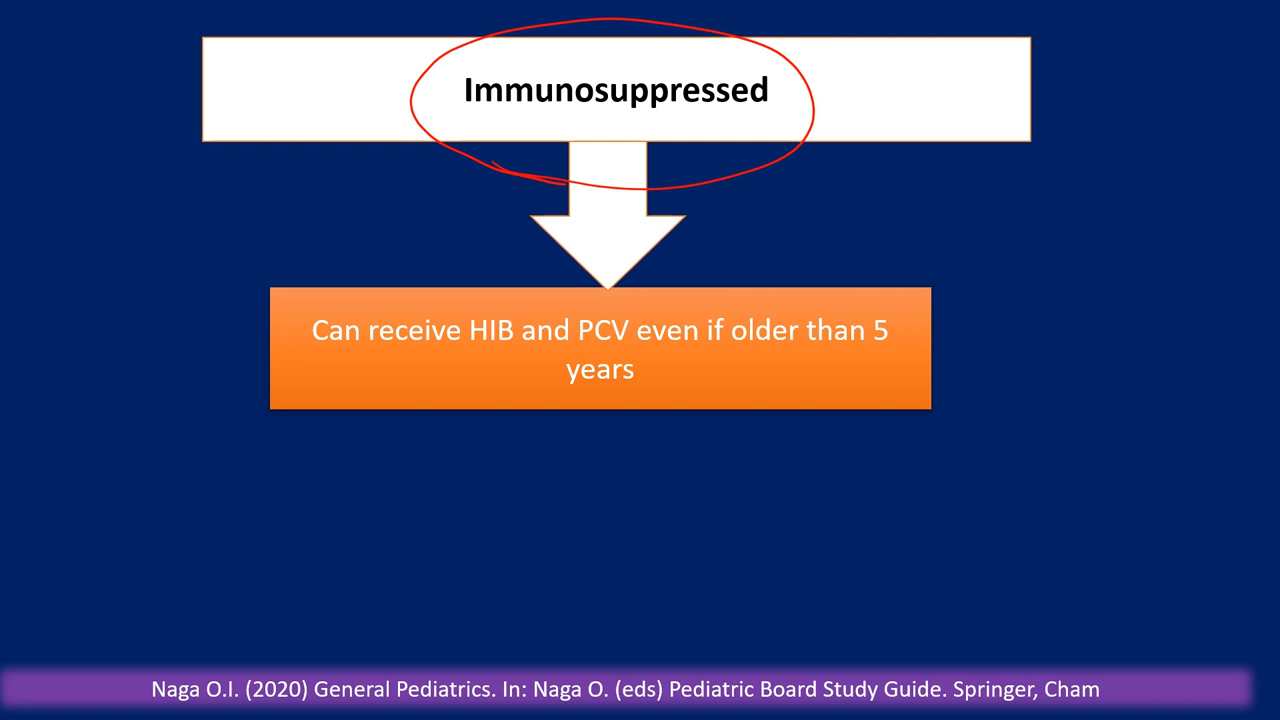 Immunosuppressed
Can receive HIB and PCV even if older than 5
years
Naga O.I. (2020) General Pediatrics. In: Naga O. (eds) Pediatric Board Study Guide. Springer, Cham